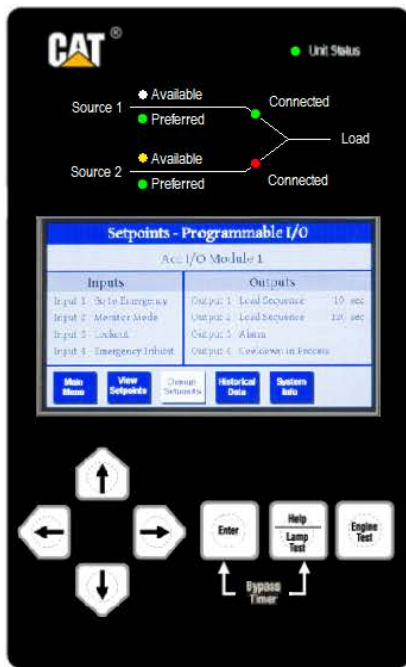 CAT ®
Unit Status
Available
Source 1
Connected
Preferred
Load
Available
Source 2
Connected
Preferred
Setpoints - Programmable I/O
Acc I/O Module 1
Inputs
Outputs
Input 1 Go to Emergency
Output 1 Load Sequence 10 sec
Input 2 Monitor Mode
Output 2 Load Sequence sec
Input 3 Lockout
Output 3 Alarm
Input 4 Emergency Inhibit
Output 4 Cooldown in Process
Main Menu
View Setpoints
Change Setpoints
Historical Data
System Info
Enter
Help
Lamp Test
Engine Test
Bypass Timer